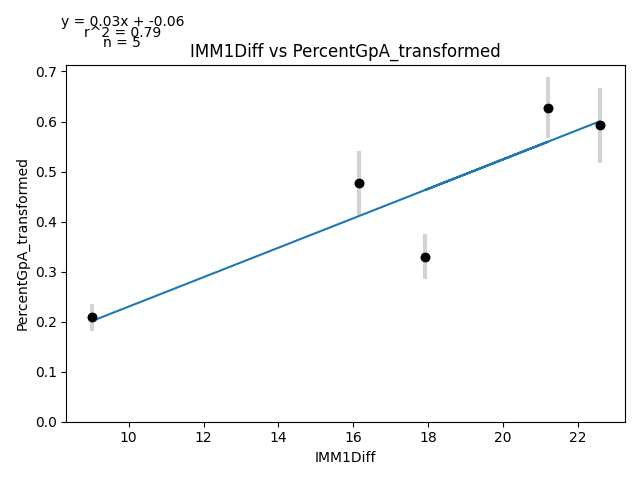 y = 0.03x + -0.06
r^2 = 0.79
n = 5
IMM1Diff vs PercentGpA_transformed
0.7
0.6
0.5
0.4
0.3
0.2
0.1
0.0
PercentGpA_transformed
10 12 14 16 18 20 22
IMM1Diff